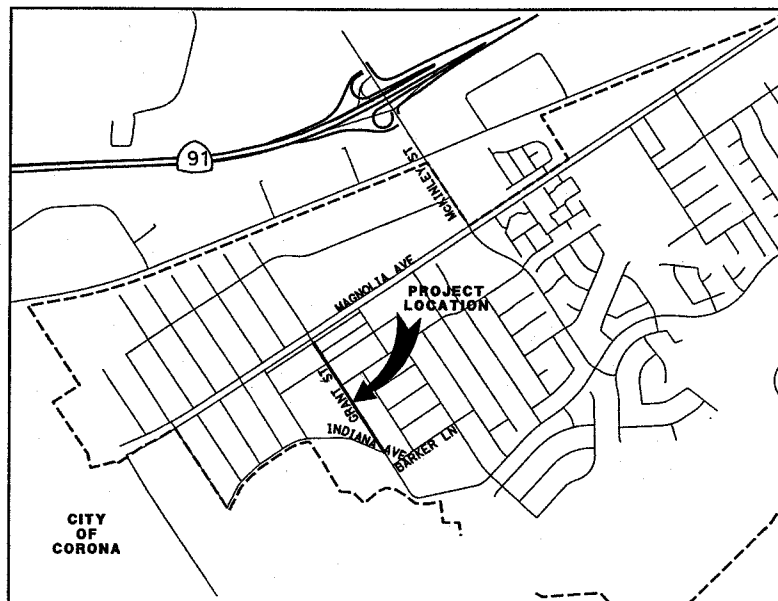 91
McKINLEY ST
MAGNOLIA AVE
PROJECT
LOCATION
GRANT ST
INDIANA AVE
BARKER LN
CITY
OF
CORONA